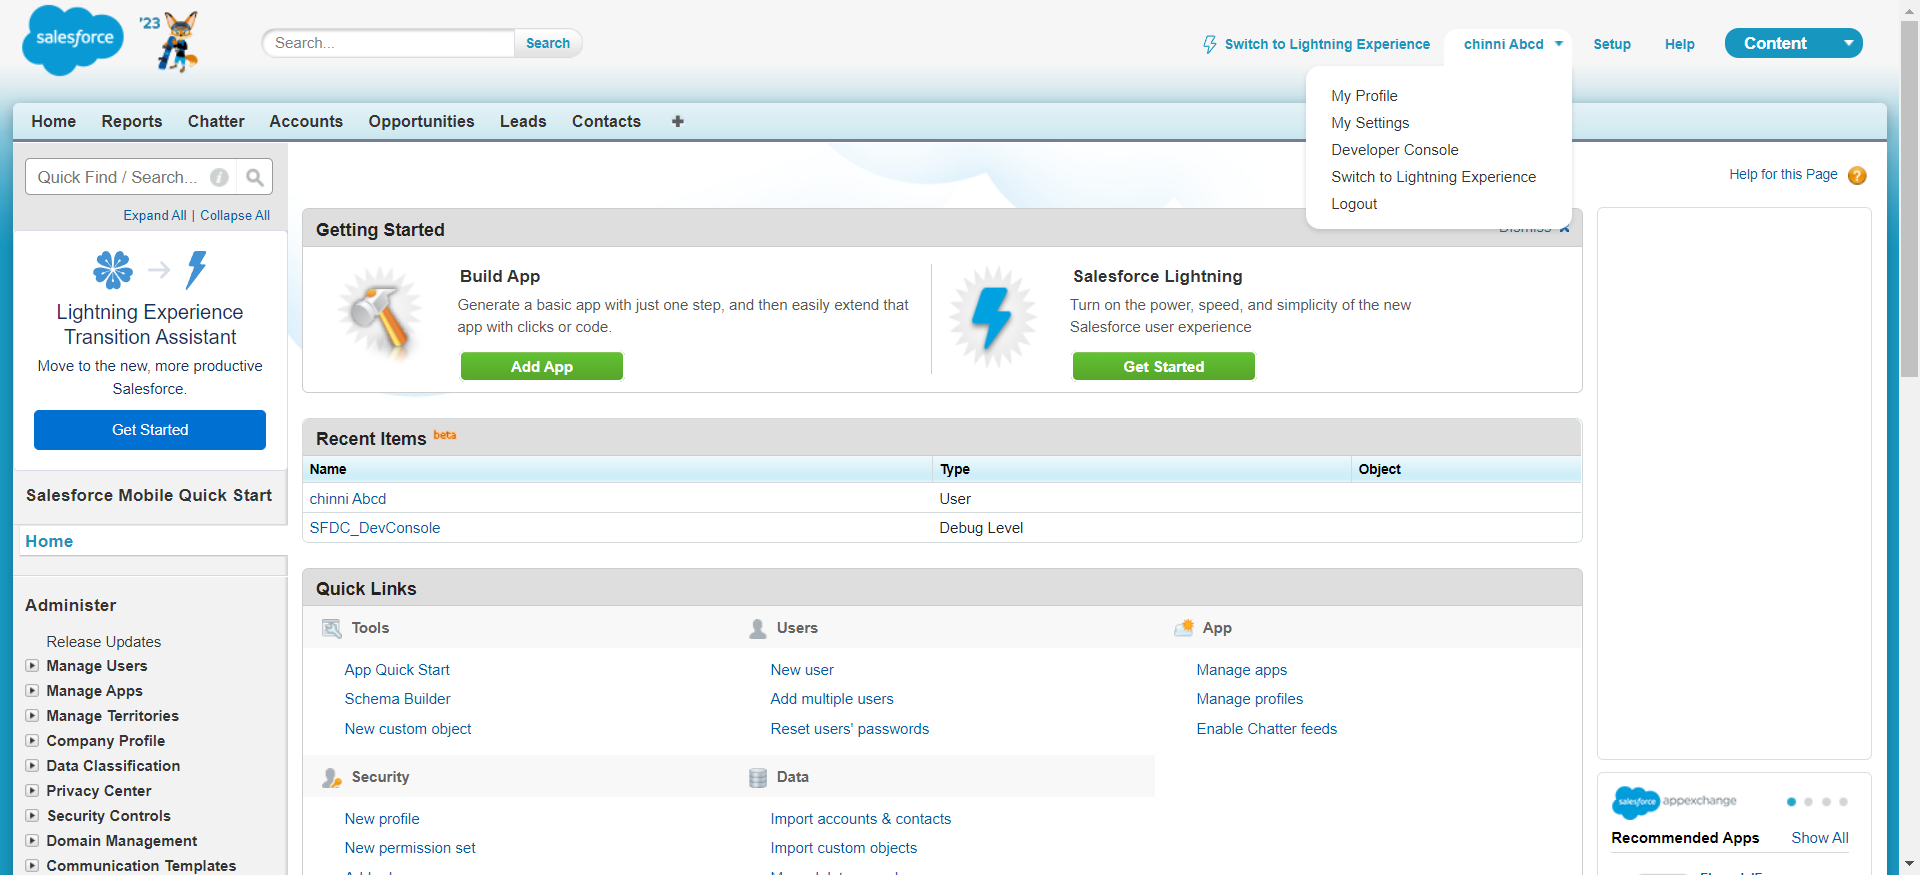 salesforce
'23
Search...
Search
Switch to Lightning Experience
chinni Abcd
Setup
Help
Content
My Profile
My Settings
Developer Console
Switch to Lightning Experience
Logout
Home
Reports
Chatter
Accounts
Opportunities
Leads
Contacts
+
Quick Find / Search...
Expand All | Collapse All
Lightning Experience
Transition Assistant
Move to the new, more productive
Salesforce.
Get Started
Salesforce Mobile Quick Start
Home
Administer
Release Updates
Manage Users
Manage Apps
Manage Territories
Company Profile
Data Classification
Privacy Center
Security Controls
Domain Management
Communication Templates
Help for this Page
?
Getting Started
Build App
Generate a basic app with just one step, and then easily extend that
app with clicks or code.
Add App
Salesforce Lightning
Turn on the power, speed, and simplicity of the new
Salesforce user experience
Get Started
Recent Items beta
Name
Type
Object
chinni Abcd
User
SFDC_DevConsole
Debug Level
Quick Links
Tools
App Quick Start
Schema Builder
New custom object
Users
New user
Add multiple users
Reset users' passwords
App
Manage apps
Manage profiles
Enable Chatter feeds
Security
New profile
New permission set
Data
Import accounts & contacts
Import custom objects
salesforce appexchange
Recommended Apps
Show All